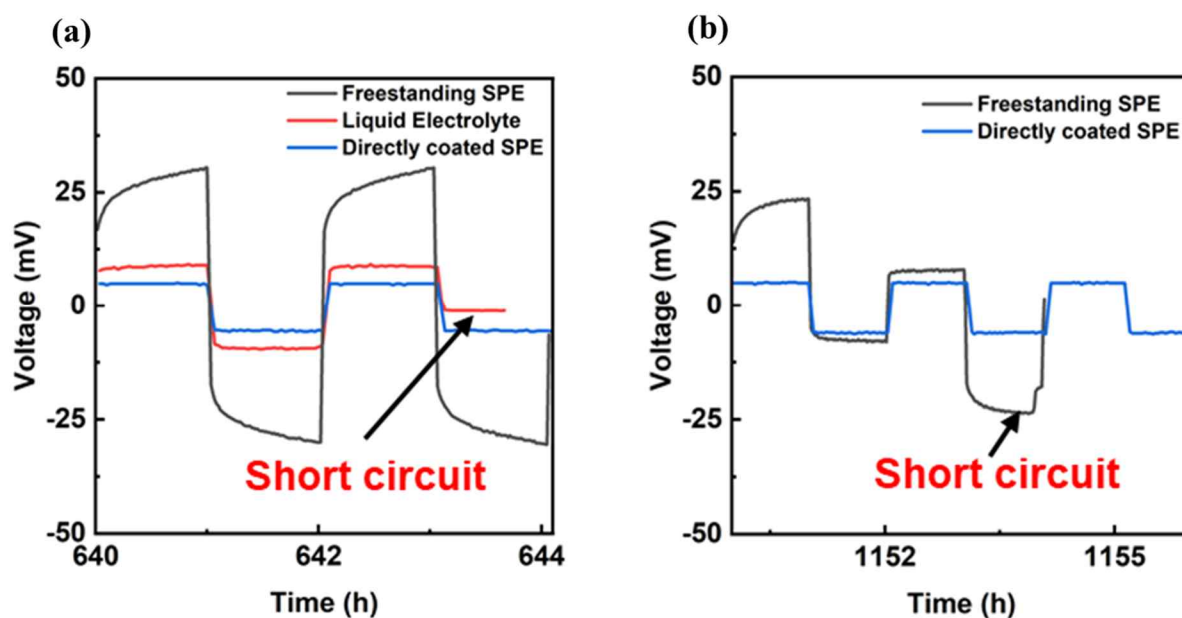 (a)
Freestanding SPE
Liquid Electrolyte
Directly coated SPE
50
25
0
-25
-50
Voltage (mV)
Short circuit
640
642
644
Time (h)
(b)
Freestanding SPE
Directly coated SPE
50
25
0
-25
-50
Voltage (mV)
Short circuit
1152
1155
Time (h)